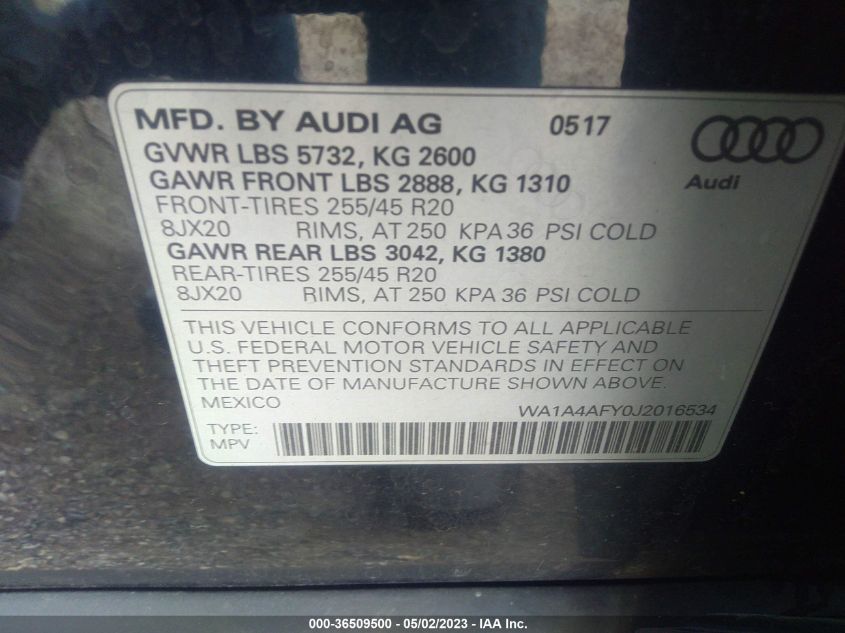 MFD. BY AUDI AG 0517
GVWR LBS 5732, KG 2600
GAWR FRONT LBS 2888, KG 1310
Audi
FRONT-TIRES 255/45 R20
8JX20 RIMS, AT 250 KPA 36 PSI COLD
GAWR REAR LBS 3042, KG 1380
REAR-TIRES 255/45 R20
8JX20 RIMS, AT 250 KPA 36 PSI COLD
THIS VEHICLE CONFORMS TO ALL APPLICABLE
U.S. FEDERAL MOTOR VEHICLE SAFETY AND
THEFT PREVENTION STANDARDS IN EFFECT ON
THE DATE OF MANUFACTURE SHOWN ABOVE.
MEXICO
WA1A4AFY0J2016534
TYPE:
MPV
000-36509500 - 05/02/2023 - IAA Inc.